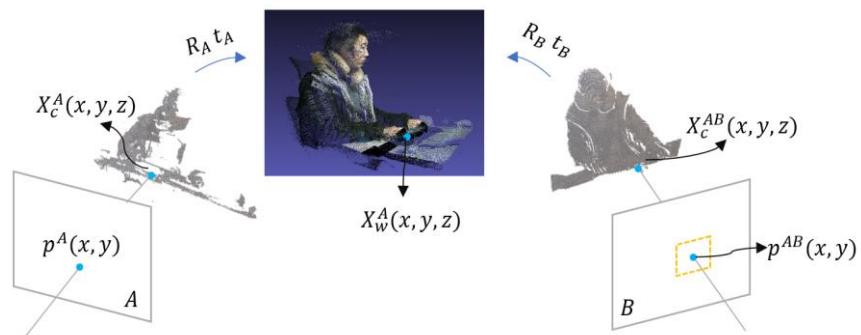 R_A t_A
R_B t_B
X_c^A(x, y, z)
X_c^{AB}(x, y, z)
X_w^A(x, y, z)
p^A(x, y)
p^{AB}(x, y)
A
B